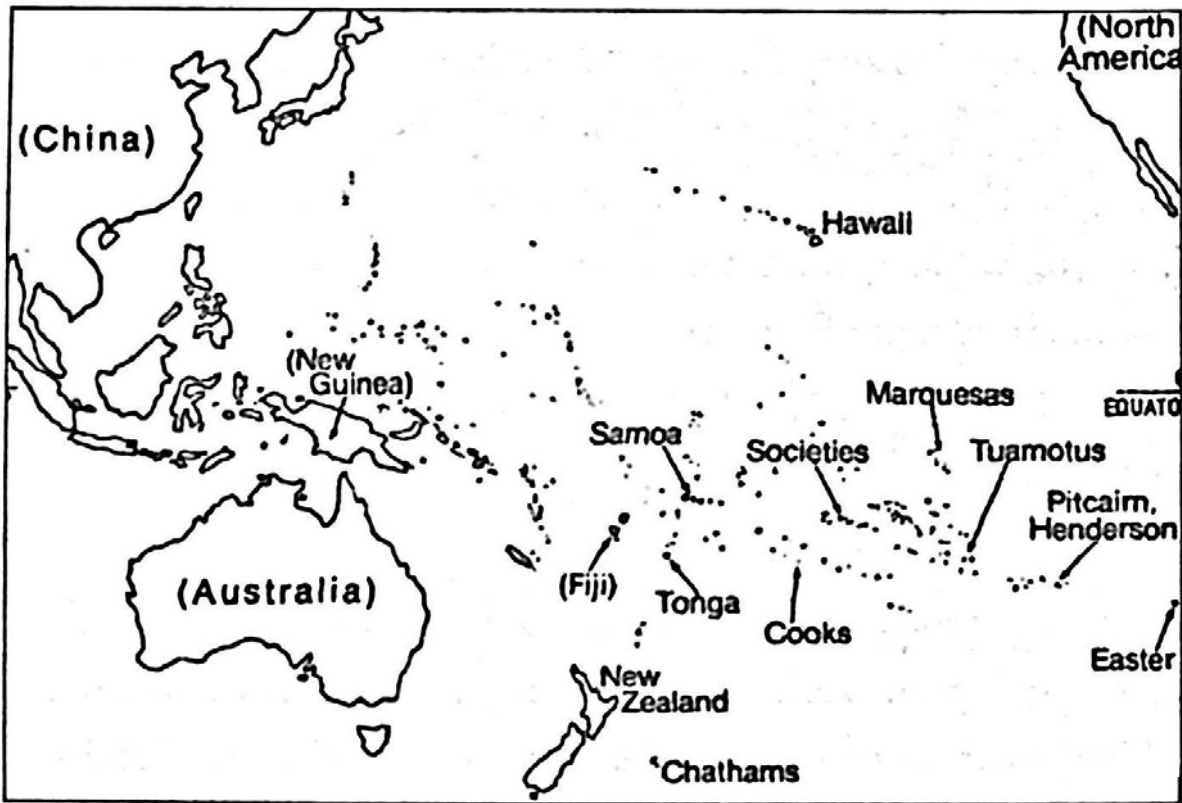 (North
America
(China)
Hawaii
(New
Guinea)
Marquesas
EQUATO
Samoa
Societies
Tuamotus
Pitcairn,
Henderson
(Australia)
(Fiji)
Tonga
Cooks
Easter
New
Zealand
Chathams